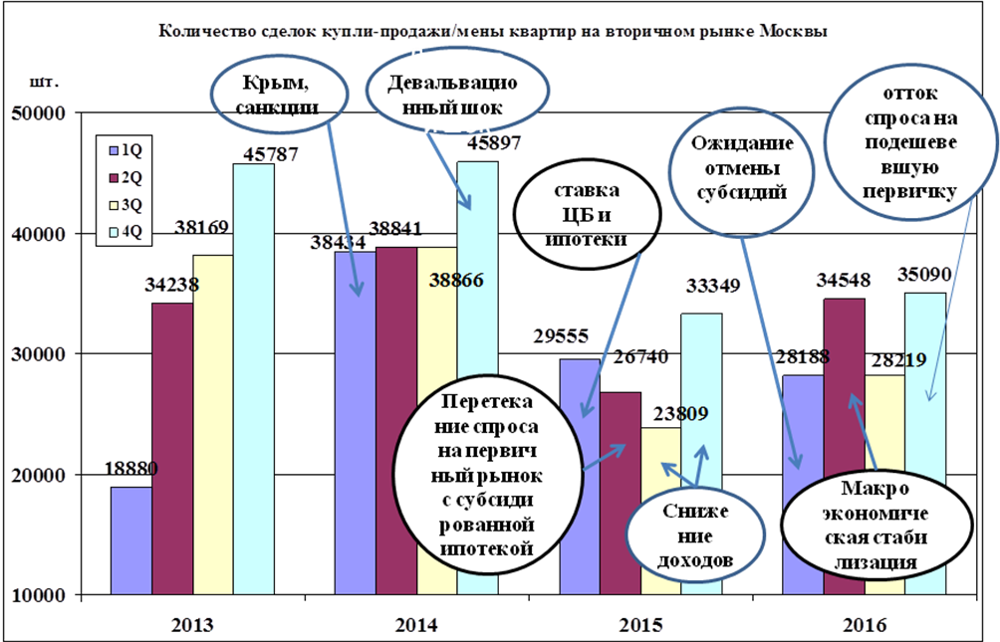 Количество сделок купли-продажи/мены квартир на вторичном рынке Москвы
шт.
50000
40000
30000
20000
10000
1Q
2Q
3Q
4Q
Крым,
санкции
Девальвацио
нный шок
ставка
ЦБ и
ипотеки
Ожидание
отмены
субсидий
отток
спроса на
подешеве
вшую
первичку
18880
34238
38169
45787
38434
38841
38866
45897
29555
26740
23809
33349
28188
34548
28219
35090
Перетека
ние спроса
на первич
ный рынок
с субсиди
рованной
ипотекой
Сниже
ние
доходов
Макро
экономиче
ская стаби
лизация
2013
2014
2015
2016